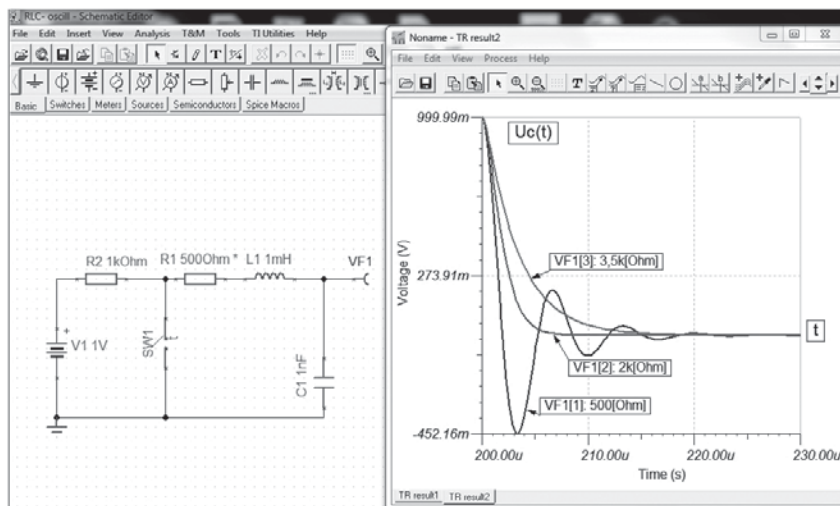 RLC- oscill - Schematic Editor
File Edit Insert View Analysis T&M Tools TI Utilities Help
Basic Switches Meters Sources Semiconductors Spice Macros
R2 1kOhm
R1 500Ohm *
L1 1mH
VF1
+
V1 1V
SW1
C1 1nF
Noname - TR result2
File Edit View Process Help
T
999.99m
Uc(t)
Voltage (V)
273.91m
VF1[3]: 3,5k[Ohm]
t
VF1[2]: 2k[Ohm]
VF1[1]: 500[Ohm]
-452.16m
200.00u
210.00u
220.00u
230.00u
Time (s)
TR result1 TR result2